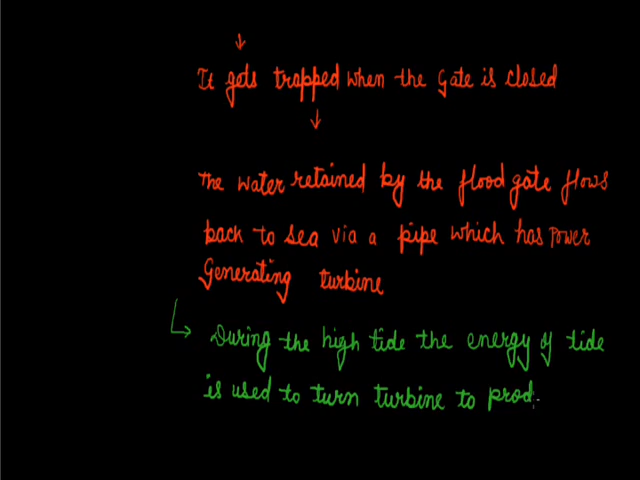 It gets trapped when the Gate is closed
The water retained by the flood gate flows
back to sea via a pipe which has Power
Generating turbine
During the high tide the energy of tide
is used to turn turbine to prod